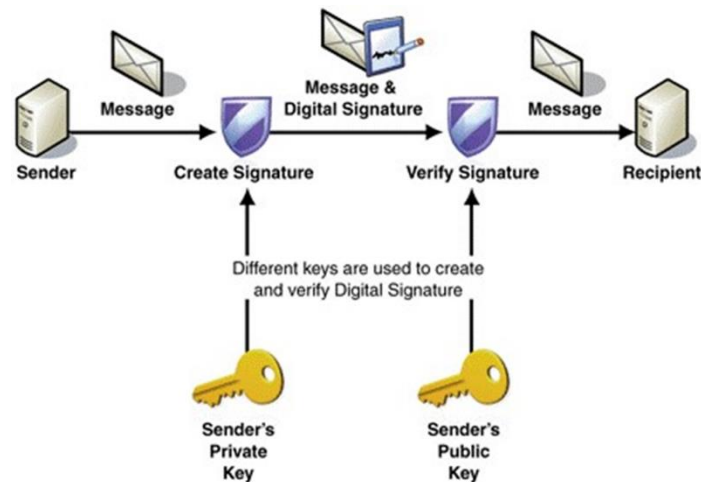 Message
Message &
Digital Signature
Message
Sender
Create Signature
Verify Signature
Recipient
Different keys are used to create
and verify Digital Signature
Sender's
Private
Key
Sender's
Public
Key